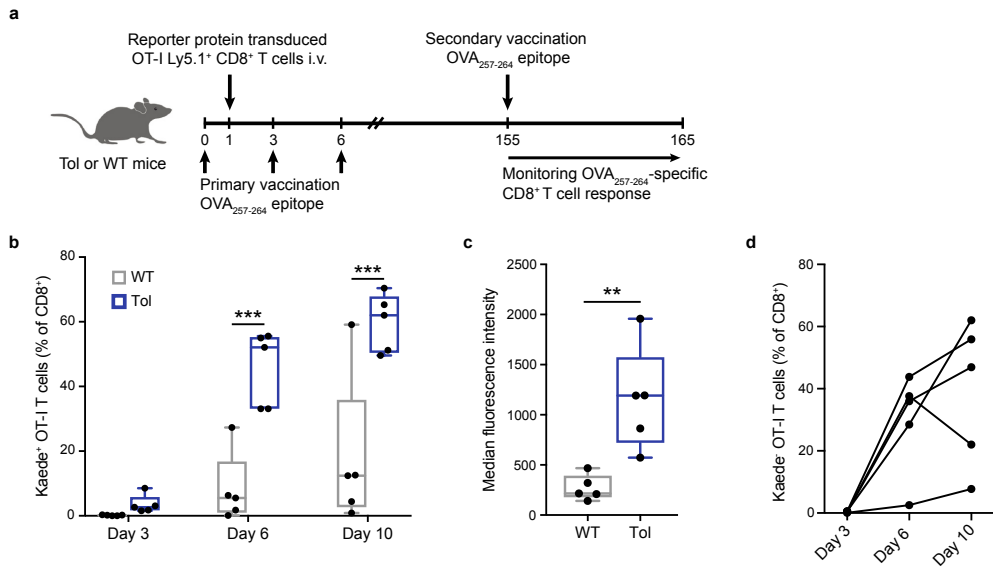 a
Reporter protein transduced
OT-I Ly5.1⁺ CD8⁺ T cells i.v.
Secondary vaccination
OVA₂₅₇₋₂₆₄ epitope
0 1 3 6 155 165
Tol or WT mice
Primary vaccination
OVA₂₅₇₋₂₆₄ epitope
Monitoring OVA₂₅₇₋₂₆₄-specific
CD8⁺ T cell response
b
Kaede⁺ OT-I T cells (% of CD8⁺)
80
60
40
20
0
WT
Tol
***
***
Day 3 Day 6 Day 10
c
Median fluorescence intensity
2500
2000
1500
1000
500
0
**
WT Tol
d
Kaede⁻ OT-I T cells (% of CD8⁺)
80
60
40
20
0
Day 3 Day 6 Day 10